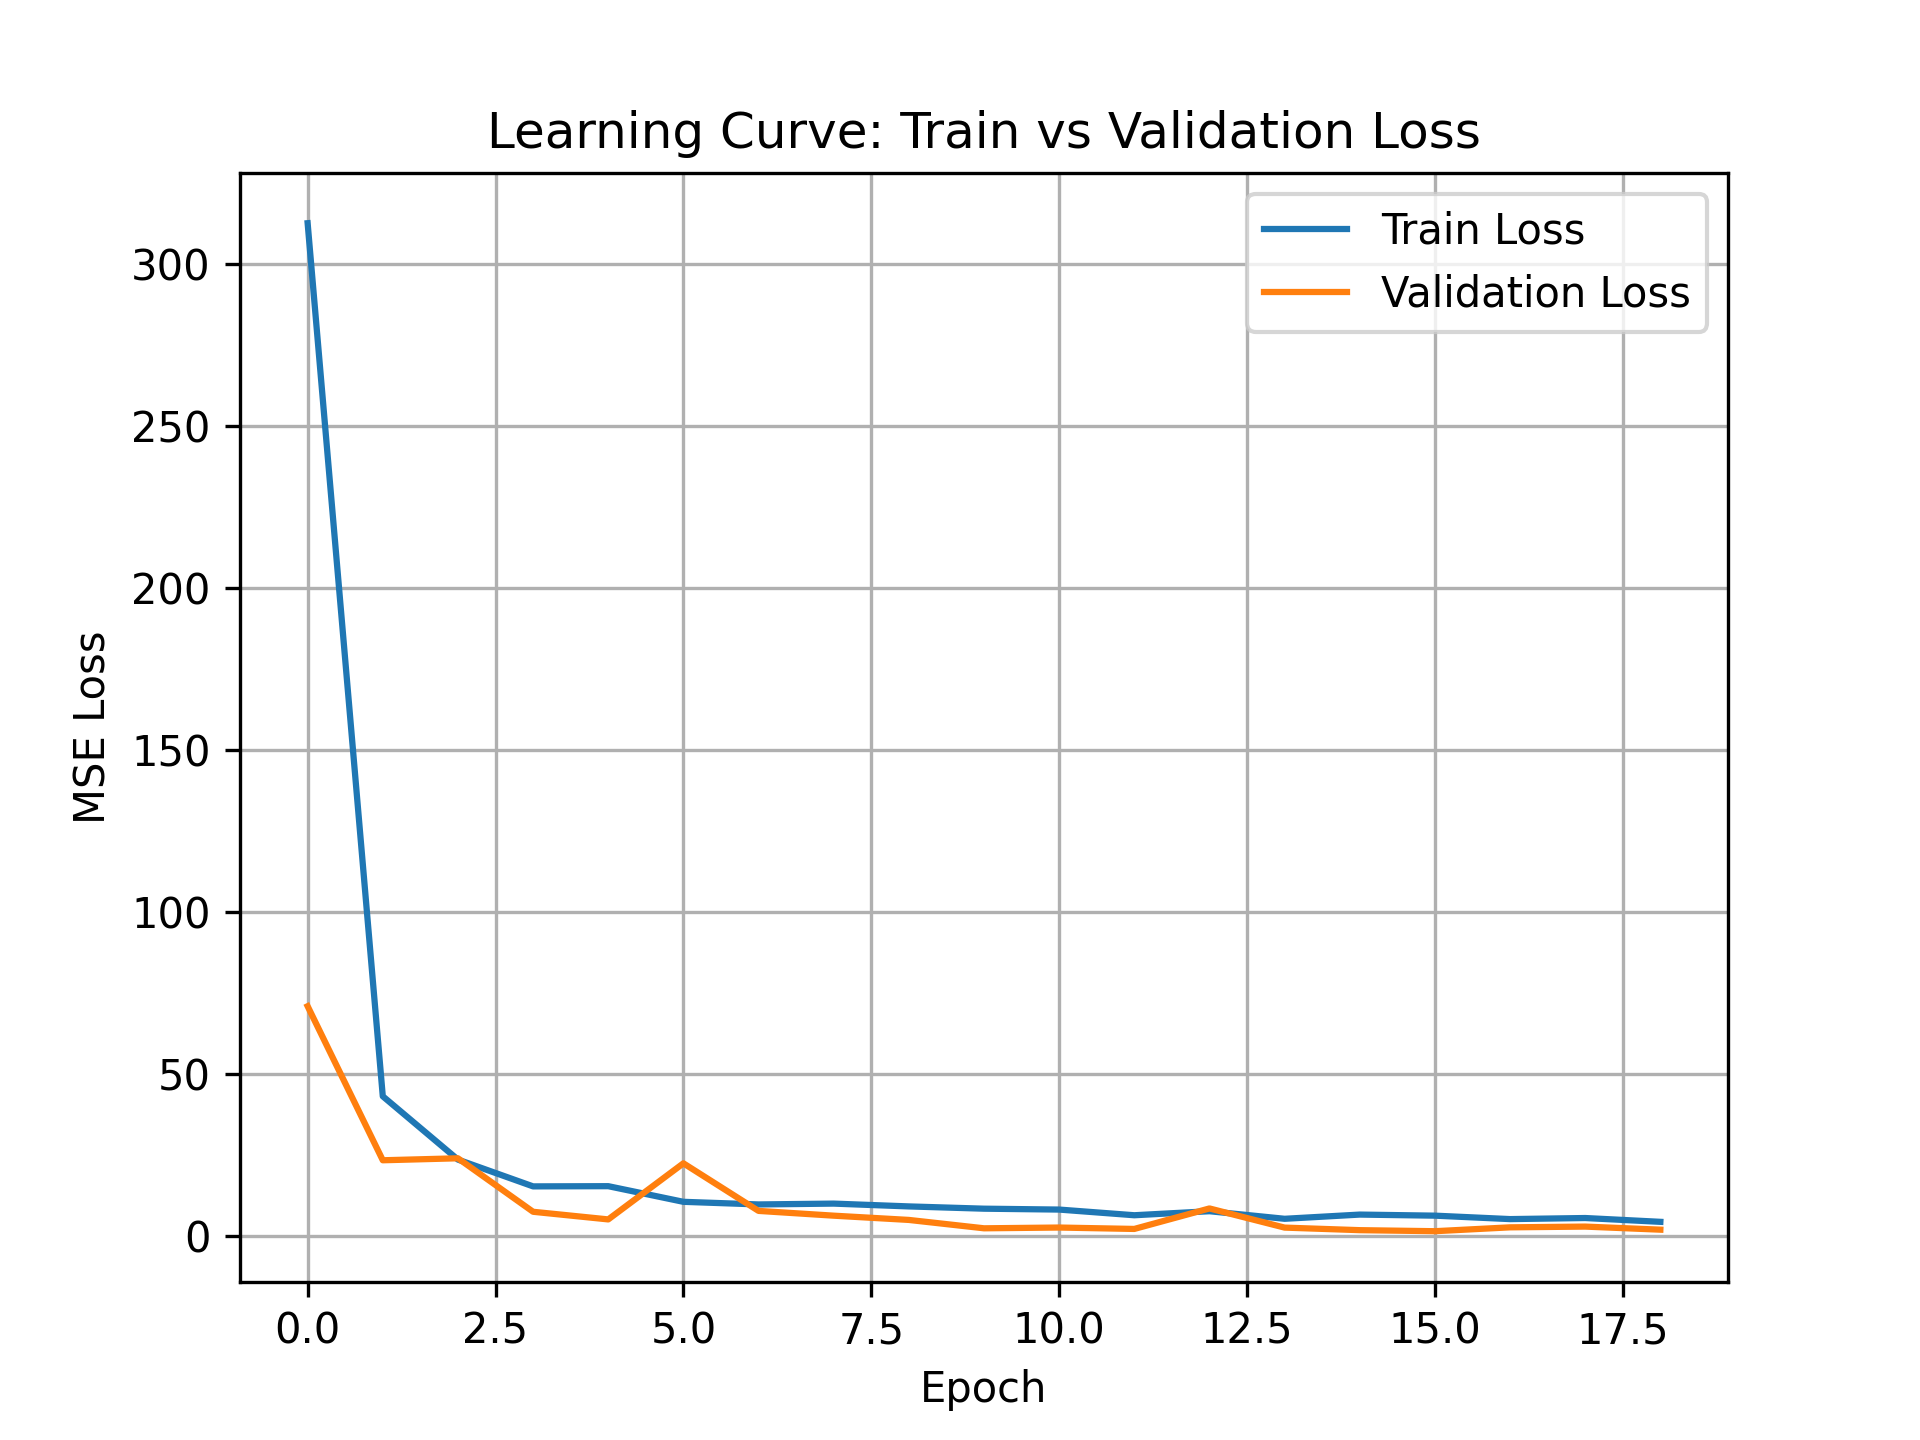 Learning Curve: Train vs Validation Loss
Train Loss
Validation Loss
300
250
200
150
100
50
0
MSE Loss
0.0 2.5 5.0 7.5 10.0 12.5 15.0 17.5
Epoch